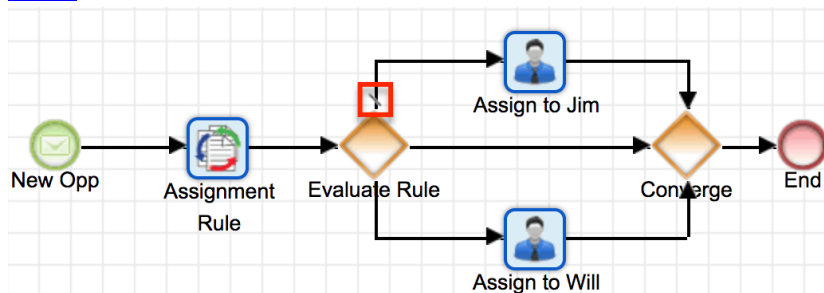 Assign to Jim
New Opp
Assignment
Rule
Evaluate Rule
Converge
End
Assign to Will